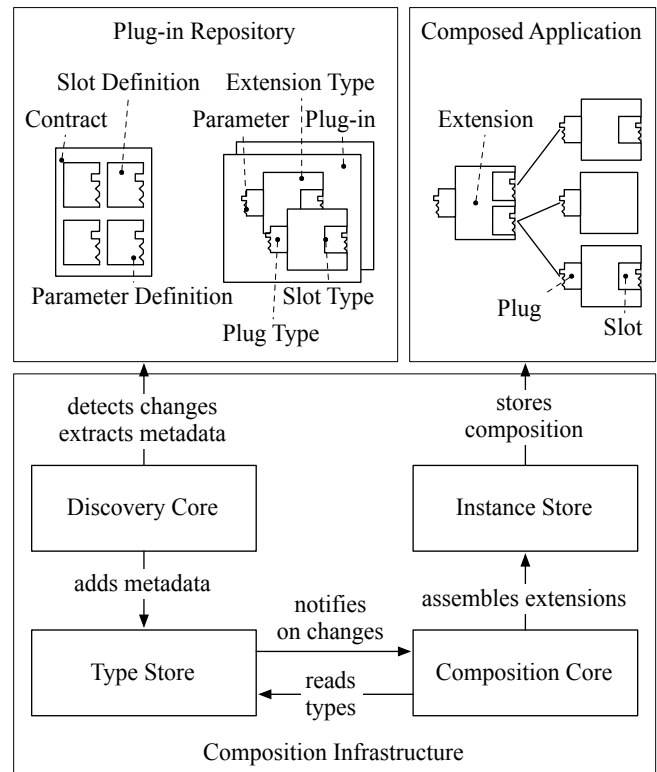 Plug-in Repository
Slot Definition
Extension Type
Contract
Parameter
Plug-in
Parameter Definition
Slot Type
Plug Type
Composed Application
Extension
Plug
Slot
detects changes
extracts metadata
stores
composition
Discovery Core
Instance Store
adds metadata
assembles extensions
notifies
on changes
Type Store
Composition Core
reads
types
Composition Infrastructure